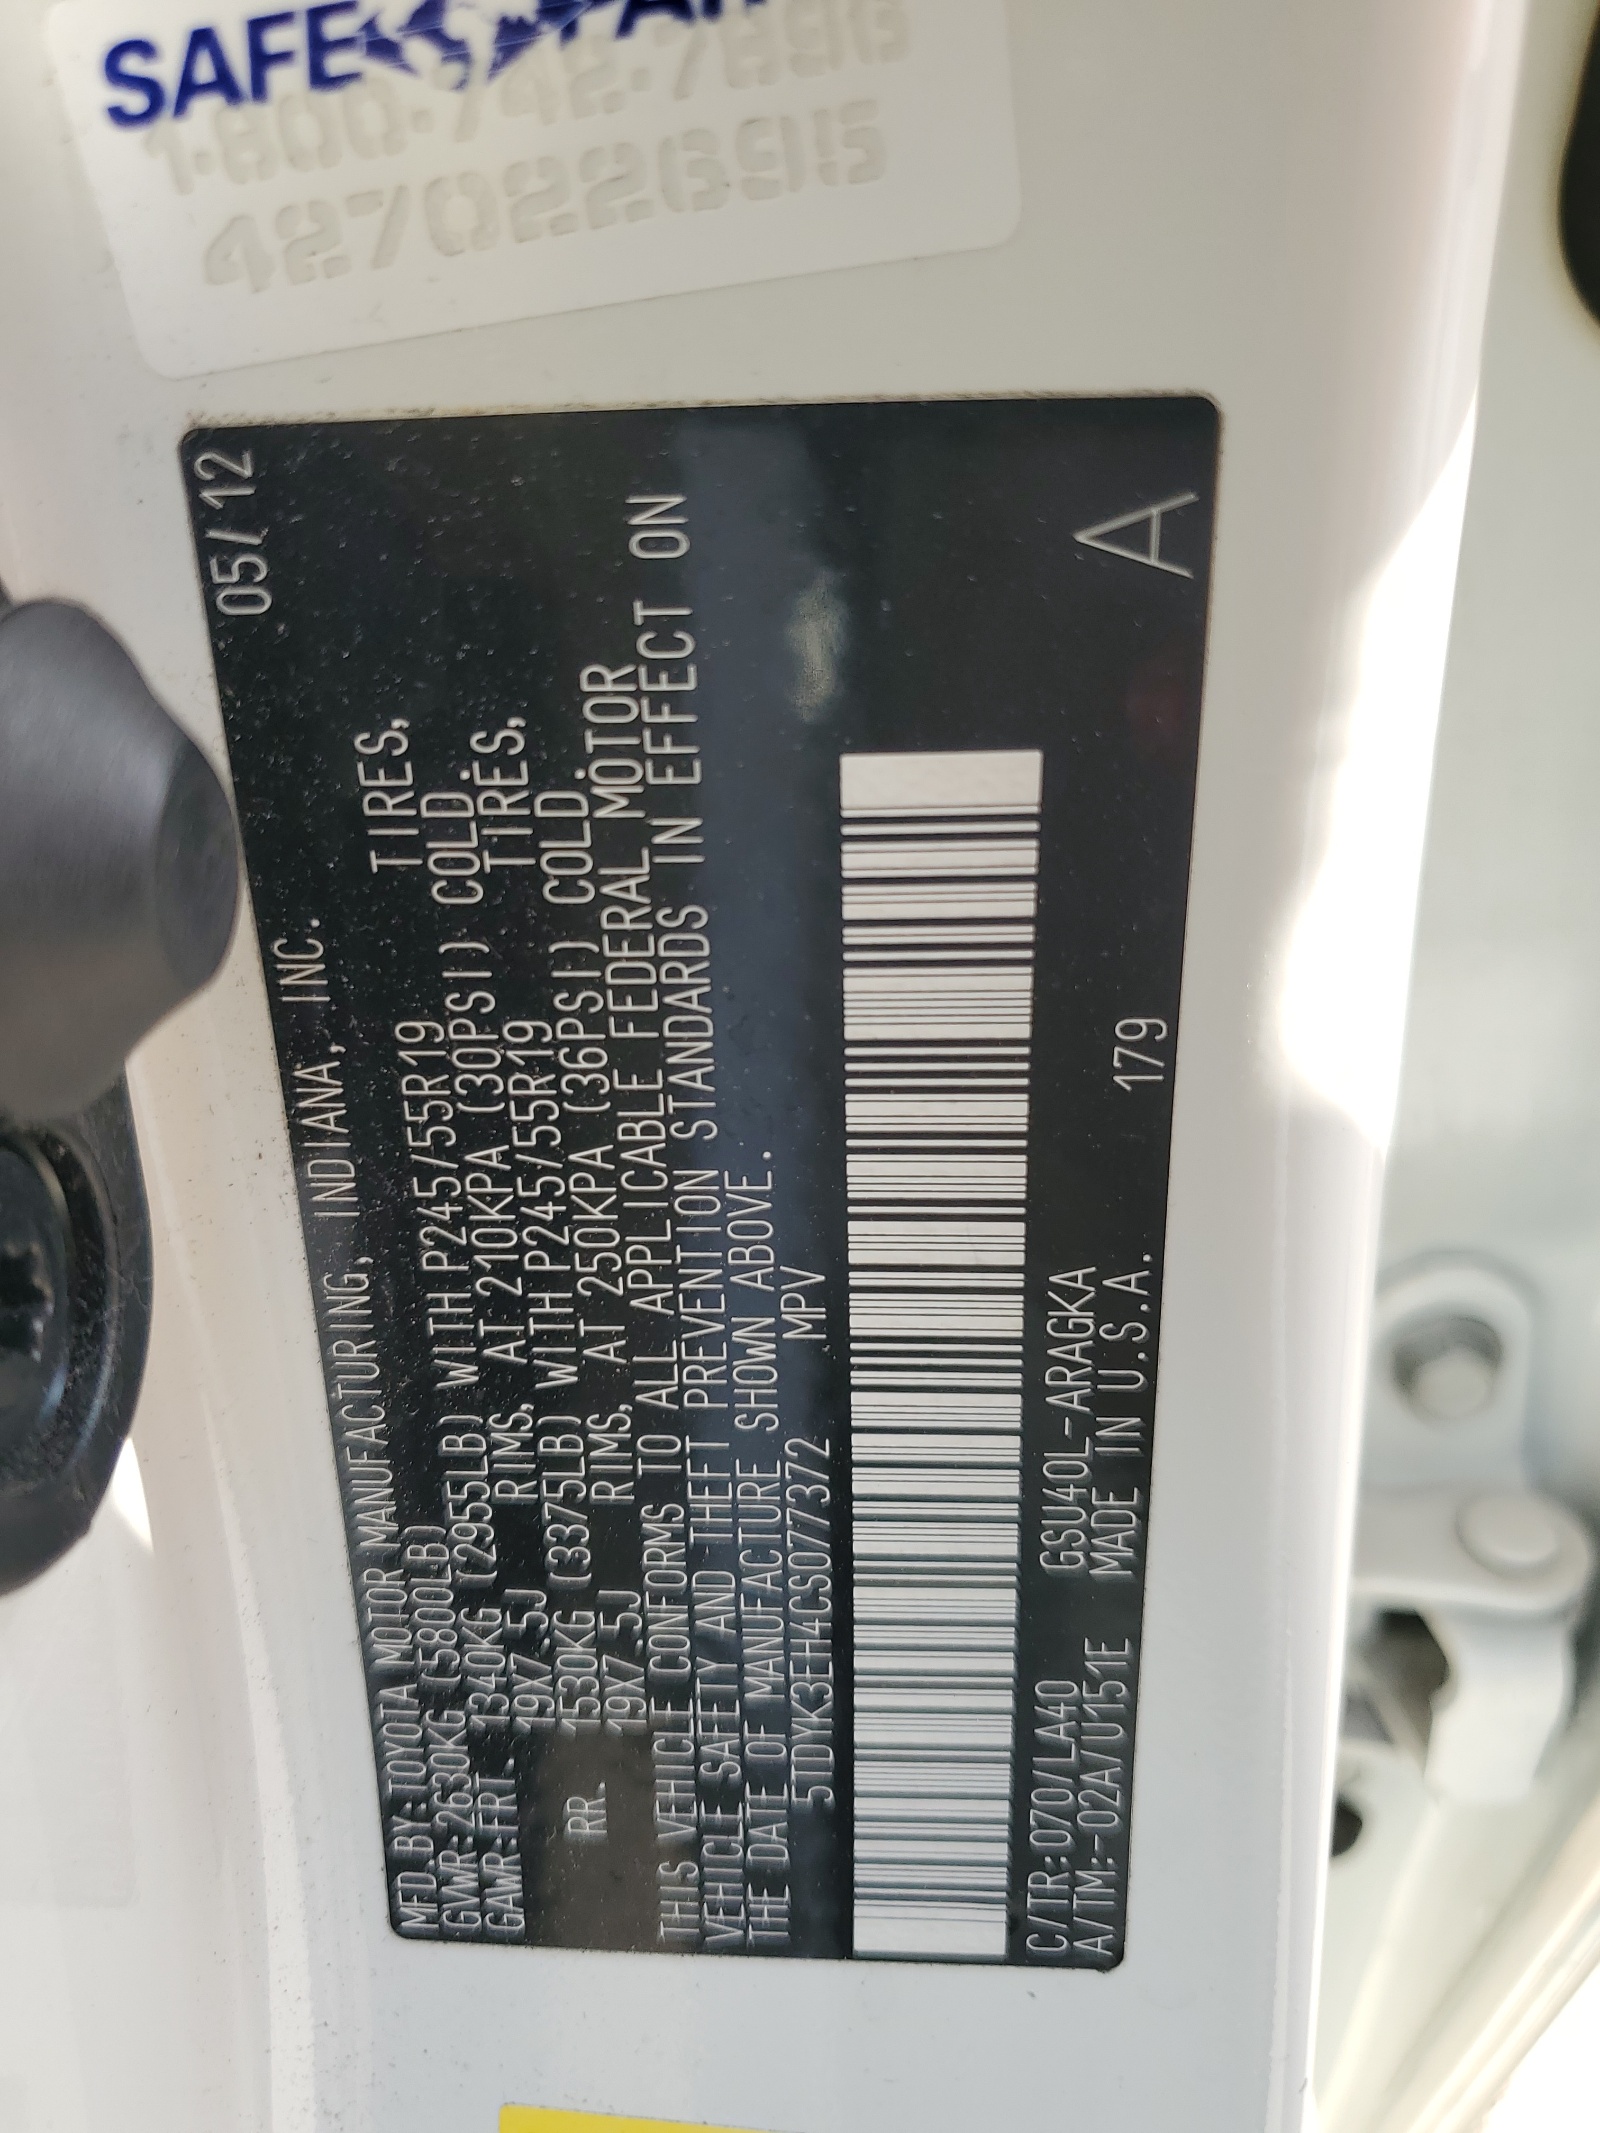 SAFE
1-800-742-7896
427022695
MFD.BY:TOYOTA MOTOR MANUFACTURING, INDIANA, INC. 05/12
GVWR:2630KG (5800LB)
GAWR:FRT. 1340KG (2955LB) WITH P245/55R19 TIRES,
19X7.5J RIMS, AT 210KPA (30PSI) COLD.
RR. 1530KG (3375LB) WITH P245/55R19 TIRES,
19X7.5J RIMS, AT 250KPA (36PSI) COLD.
THIS VEHICLE CONFORMS TO ALL APPLICABLE FEDERAL MOTOR
VEHICLE SAFETY AND THEFT PREVENTION STANDARDS IN EFFECT ON
THE DATE OF MANUFACTURE SHOWN ABOVE.
5TDYK3EH4CS077372 MPV
C/TR:070/LA40 GSU40L-ARAGKA
A/TM:-02A/U151E MADE IN U.S.A. 179 A